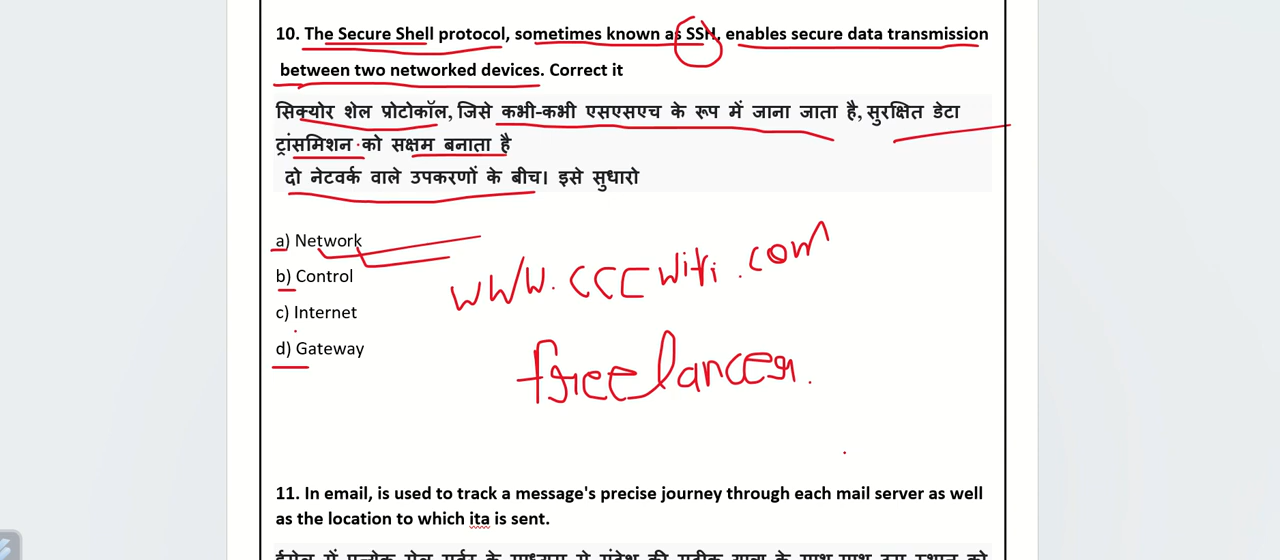 10. The Secure Shell protocol, sometimes known as SSH, enables secure data transmission
between two networked devices. Correct it
सिक्योर शेल प्रोटोकॉल, जिसे कभी-कभी एसएसएच के रूप में जाना जाता है, सुरक्षित डेटा
ट्रांसमिशन को सक्षम बनाता है
दो नेटवर्क वाले उपकरणों के बीच। इसे सुधारो
a) Network
b) Control
c) Internet
d) Gateway
www.cccwifi.com
freelancer.
11. In email, is used to track a message's precise journey through each mail server as well
as the location to which ita is sent.